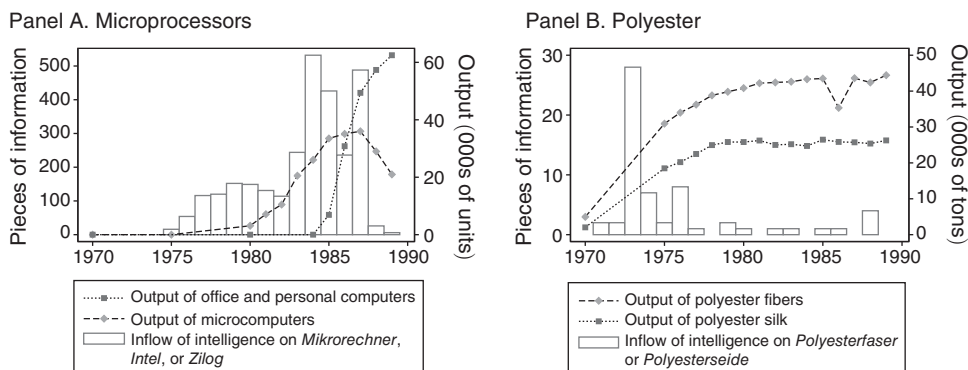 Panel A. Microprocessors
Pieces of information
500
400
300
200
100
0
Output (000s of units)
60
40
20
0
1970 1975 1980 1985 1990
Output of office and personal computers
Output of microcomputers
Inflow of intelligence on Mikrorechner,
Intel, or Zilog
Panel B. Polyester
Pieces of information
30
20
10
0
Output (000s of tons)
50
40
30
20
10
0
1970 1975 1980 1985 1990
Output of polyester fibers
Output of polyester silk
Inflow of intelligence on Polyesterfaser
or Polyesterseide